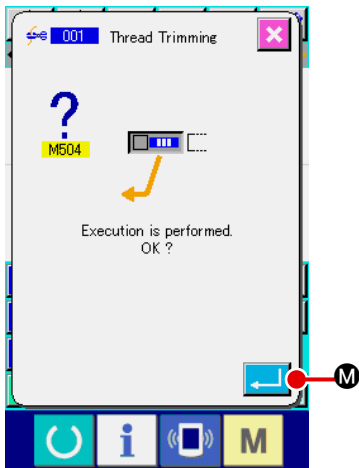 001 Thread Trimming
?
M504
Execution is performed.
OK ?
M
i
M